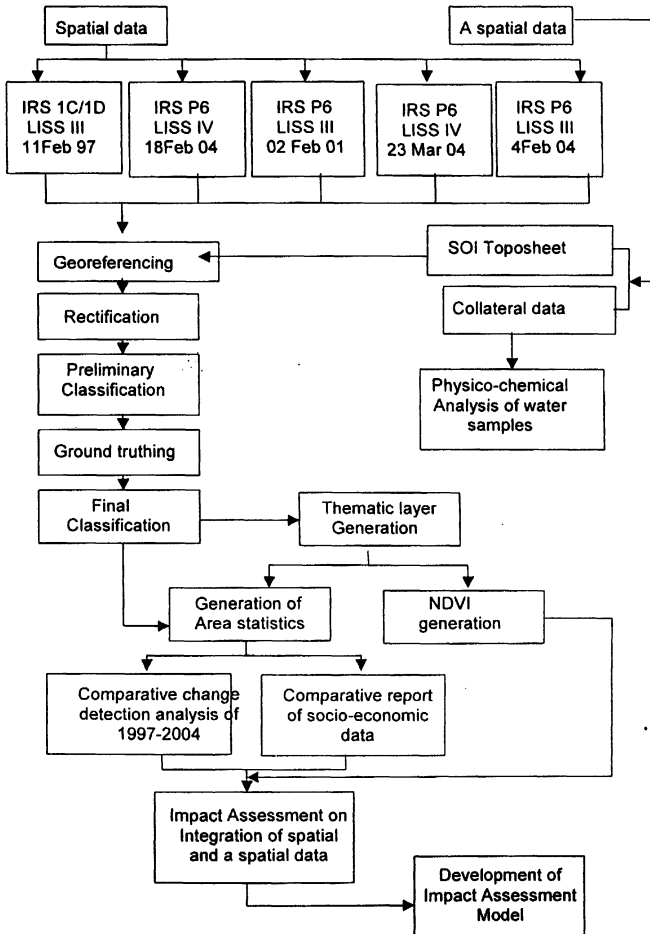 Spatial data
A spatial data
IRS 1C/1D
LISS III
11Feb 97
IRS P6
LISS IV
18Feb 04
IRS P6
LISS III
02 Feb 01
IRS P6
LISS IV
23 Mar 04
IRS P6
LISS III
4Feb 04
Georeferencing
SOI Toposheet
Rectification
Collateral data
Preliminary
Classification
Physico-chemical
Analysis of water
samples
Ground truthing
Final
Classification
Thematic layer
Generation
Generation of
Area statistics
NDVI
generation
Comparative change
detection analysis of
1997-2004
Comparative report
of socio-economic
data
Impact Assessment on
Integration of spatial
and a spatial data
Development of
Impact Assessment
Model